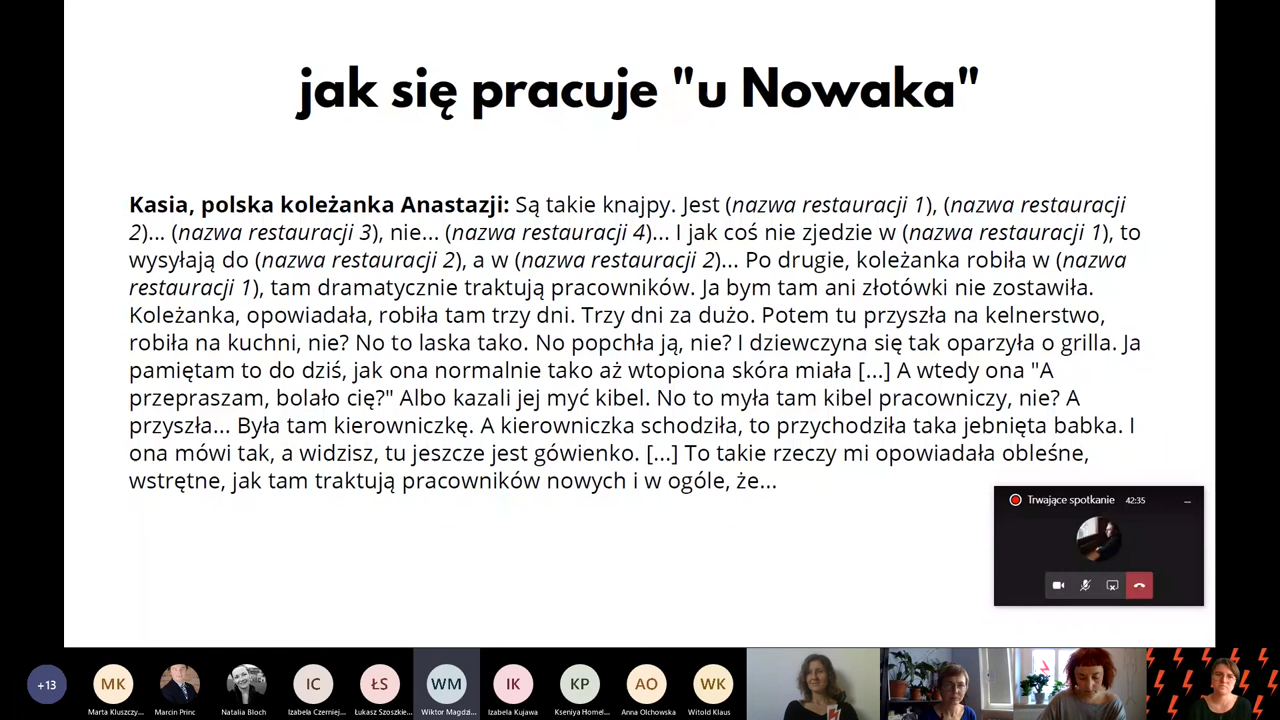 jak się pracuje "u Nowaka"
Kasia, polska koleżanka Anastazji: Są takie knajpy. Jest (nazwa restauracji 1), (nazwa restauracji
2)... (nazwa restauracji 3), nie... (nazwa restauracji 4)... I jak coś nie zjedzie w (nazwa restauracji 1), to
wysyłają do (nazwa restauracji 2), a w (nazwa restauracji 2)... Po drugie, koleżanka robiła w (nazwa
restauracji 1), tam dramatycznie traktują pracowników. Ja bym tam ani złotówki nie zostawiła.
Koleżanka, opowiadała, robiła tam trzy dni. Trzy dni za dużo. Potem tu przyszła na kelnerstwo,
robiła na kuchni, nie? No to laska tako. No popchła ją, nie? I dziewczyna się tak oparzyła o grilla. Ja
pamiętam to do dziś, jak ona normalnie tako aż wtopiona skóra miała [...] A wtedy ona "A
przepraszam, bolało cię?" Albo kazali jej myć kibel. No to myła tam kibel pracowniczy, nie? A
przyszła... Była tam kierowniczkę. A kierowniczka schodziła, to przychodziła taka jebnięta babka. I
ona mówi tak, a widzisz, tu jeszcze jest gówienko. [...] To takie rzeczy mi opowiadała obleśne,
wstrętne, jak tam traktują pracowników nowych i w ogóle, że...
Trwające spotkanie 42:35
+13
MK
IC
ŁS
WM
IK
KP
AO
WK
Marta Kluszczy...
Marcin Princ
Natalia Bloch
Izabela Czerniej...
Łukasz Szoszkie...
Wiktor Magdzi...
Izabela Kujawa
Kseniya Homel...
Anna Olchowska
Witold Klaus